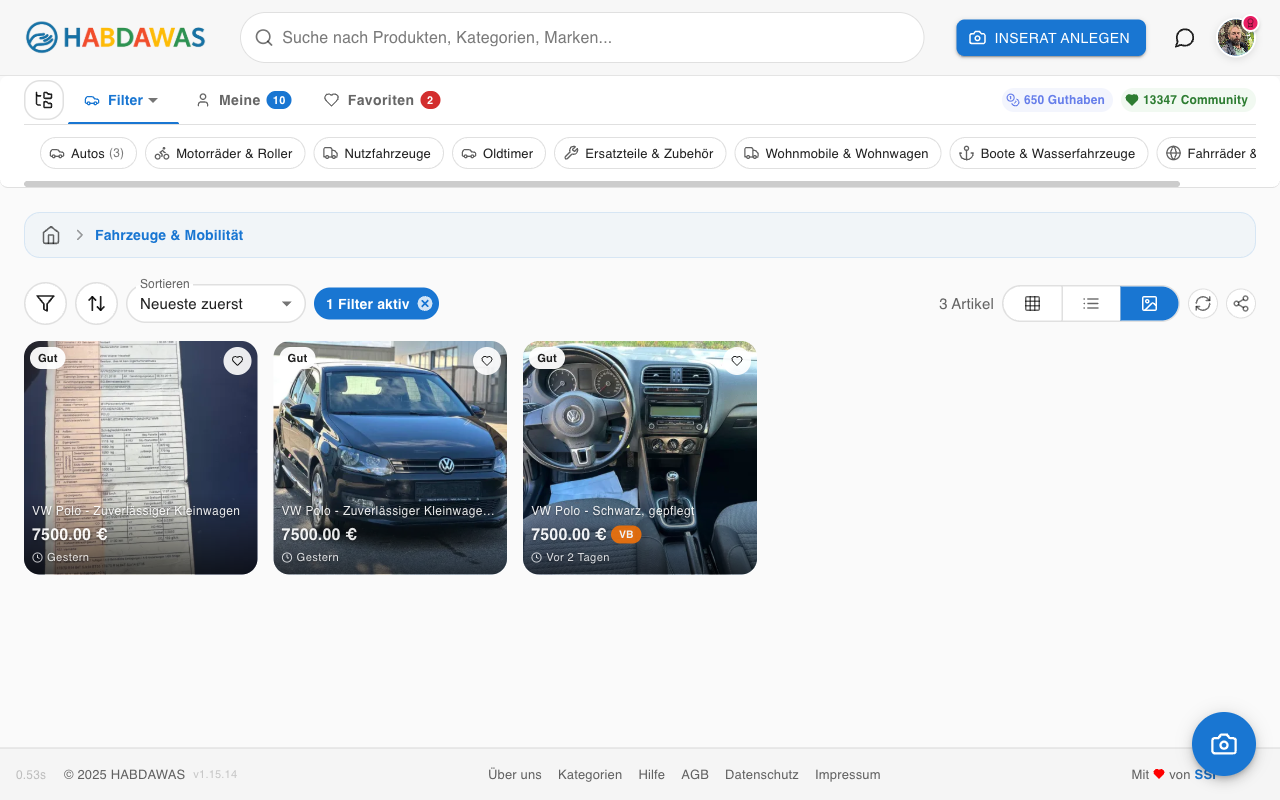 HABDAWAS
Suche nach Produkten, Kategorien, Marken...
INSERAT ANLEGEN
Filter
Meine 10
Favoriten 2
650 Guthaben
13347 Community
Autos (3)
Motorräder & Roller
Nutzfahrzeuge
Oldtimer
Ersatzteile & Zubehör
Wohnmobile & Wohnwagen
Boote & Wasserfahrzeuge
Fahrräder &
Fahrzeuge & Mobilität
Sortieren
Neueste zuerst
1 Filter aktiv
3 Artikel
Gut
VW Polo - Zuverlässiger Kleinwagen
7500.00 €
Gestern
Gut
VW Polo - Zuverlässiger Kleinwage...
7500.00 €
Gestern
Gut
VW Polo - Schwarz, gepflegt
7500.00 € VB
Vor 2 Tagen
0.53s
© 2025 HABDAWAS v1.15.14
Über uns
Kategorien
Hilfe
AGB
Datenschutz
Impressum
Mit von